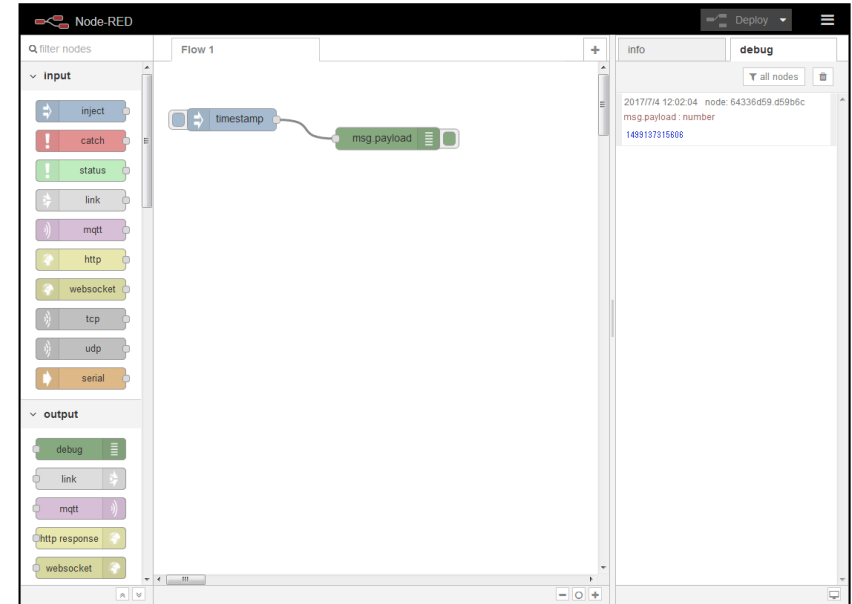 Node-RED
Deploy
filter nodes
Flow 1
info
debug
input
all nodes
inject
catch
status
link
mqtt
http
websocket
tcp
udp
serial
output
debug
link
mqtt
http response
websocket
timestamp
msg.payload
2017/7/4 12:02:04 node: 64336d59.d59b6c
msg.payload : number
1499137315606